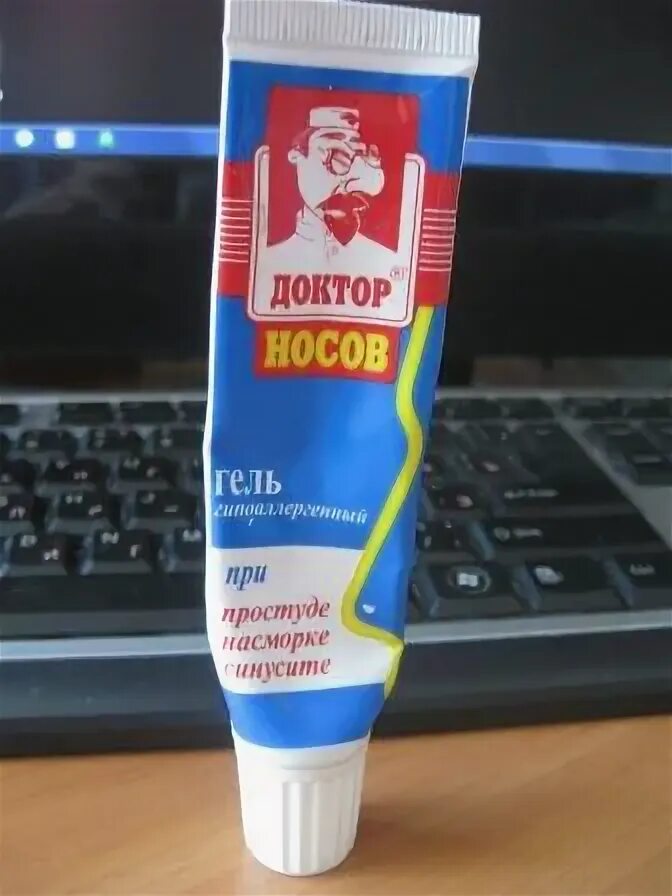 ДОКТОР
НОСОВ
гель
гипоаллергенный
при
простуде
насморке
синусите